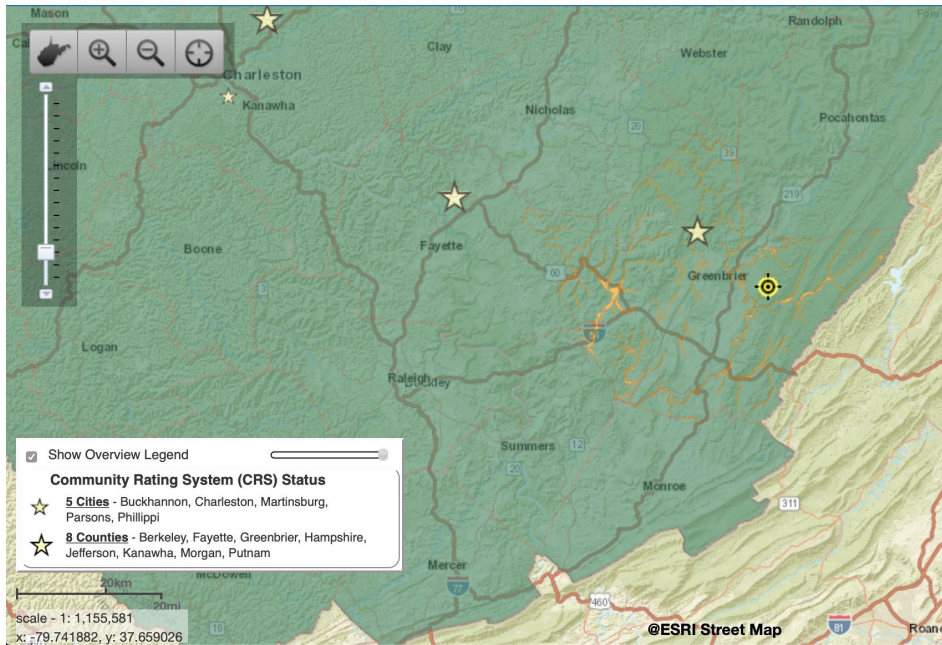 Mason
16
Randolph
Clay
Webster
Charleston
Kanawha
Nicholas
Pocahontas
20
39
Lincoln
219
Fayette
Boone
60
Greenbrier
3
Logan
Raleigh
Beckley
Show Overview Legend
Summers
12
Community Rating System (CRS) Status
20
5 Cities - Buckhannon, Charleston, Martinsburg,
Parsons, Phillippi
Monroe
311
8 Counties - Berkeley, Fayette, Greenbrier, Hampshire,
Jefferson, Kanawha, Morgan, Putnam
Mercer
McDowell
77
20km
20mi
460
scale - 1: 1,155,581
16
@ESRI Street Map
81
x: -79.741882, y: 37.659026